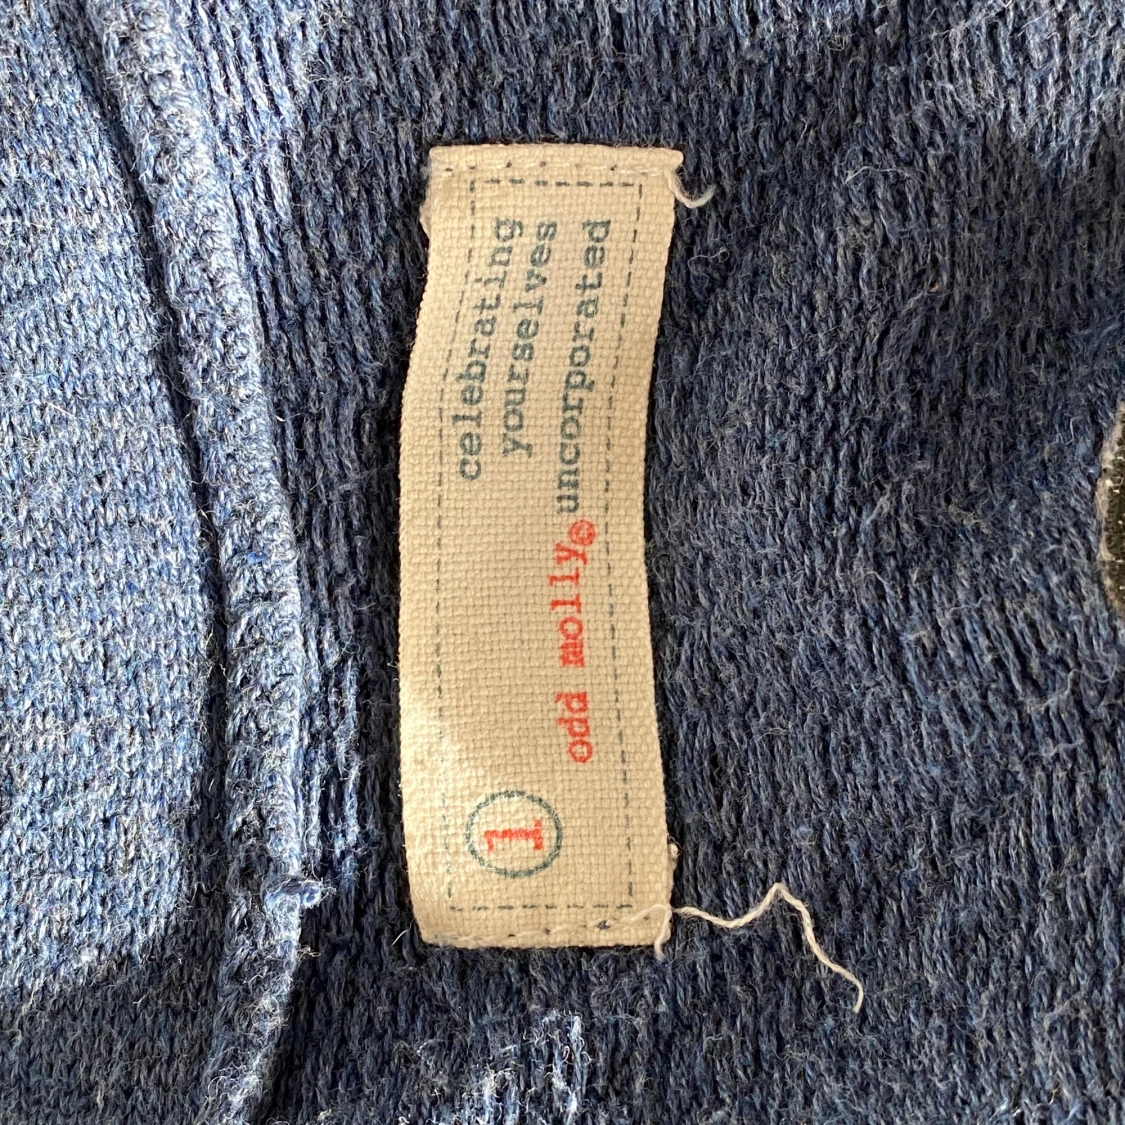 celebrating
yourselves
odd molly® uncorporated
1